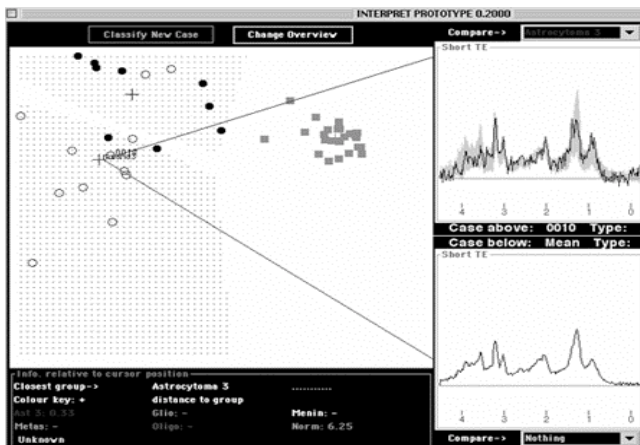 INTERPRET PROTOTYPE 0.2000
Classify New Case
Change Overview
Compare->
Astrocytoma 3
Short TE
4 3 2 1 0
Case above: 0010 Type:
Case below: Mean Type:
Short TE
4 3 2 1 0
Compare-> Nothing
0010
Info. relative to cursor position
Closest group-> Astrocytoma 3 ----------
Colour key: + distance to group
Ast 3: 0.33 Glio: - Menin: -
Metas: - Oligo: - Norm: 6.25
Unknown